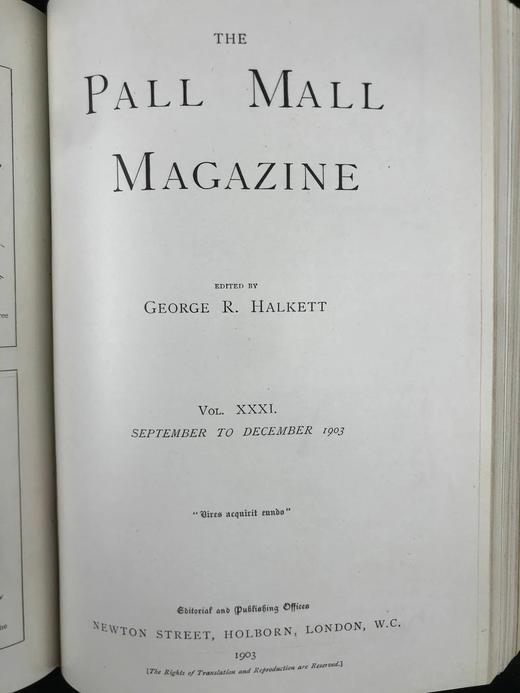 THE
PALL MALL
MAGAZINE
EDITED BY
GEORGE R. HALKETT
VOL. XXXI.
SEPTEMBER TO DECEMBER 1903
"Vires acquirit eundo"
Editorial and Publishing Offices
NEWTON STREET, HOLBORN, LONDON, W.C.
1903
[The Rights of Translation and Reproduction are Reserved.]